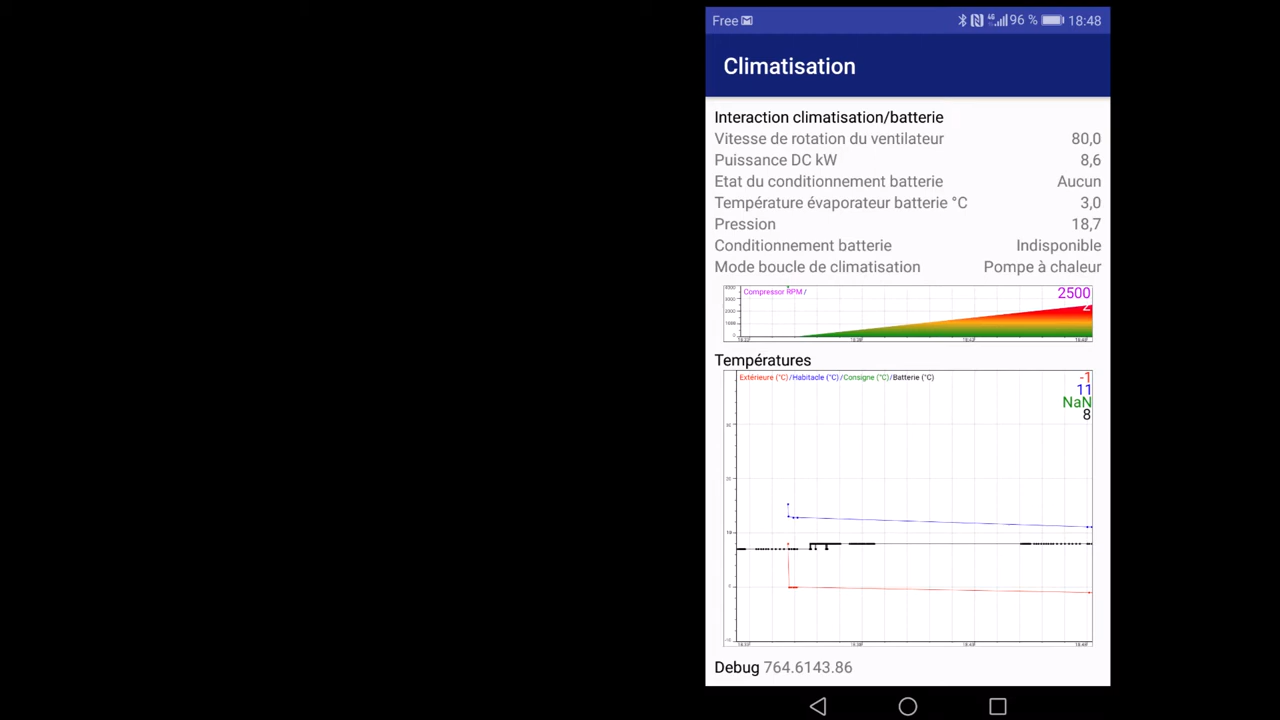 Free 4G 96 % 18:48
Climatisation
Interaction climatisation/batterie
Vitesse de rotation du ventilateur 80,0
Puissance DC kW 8,6
Etat du conditionnement batterie Aucun
Température évaporateur batterie °C 3,0
Pression 18,7
Conditionnement batterie Indisponible
Mode boucle de climatisation Pompe à chaleur
Compressor RPM / 2500
2
Températures
Extérieure (°C)/Habitacle (°C)/Consigne (°C)/Batterie (°C) -1
11
NaN
8
Debug 764.6143.86